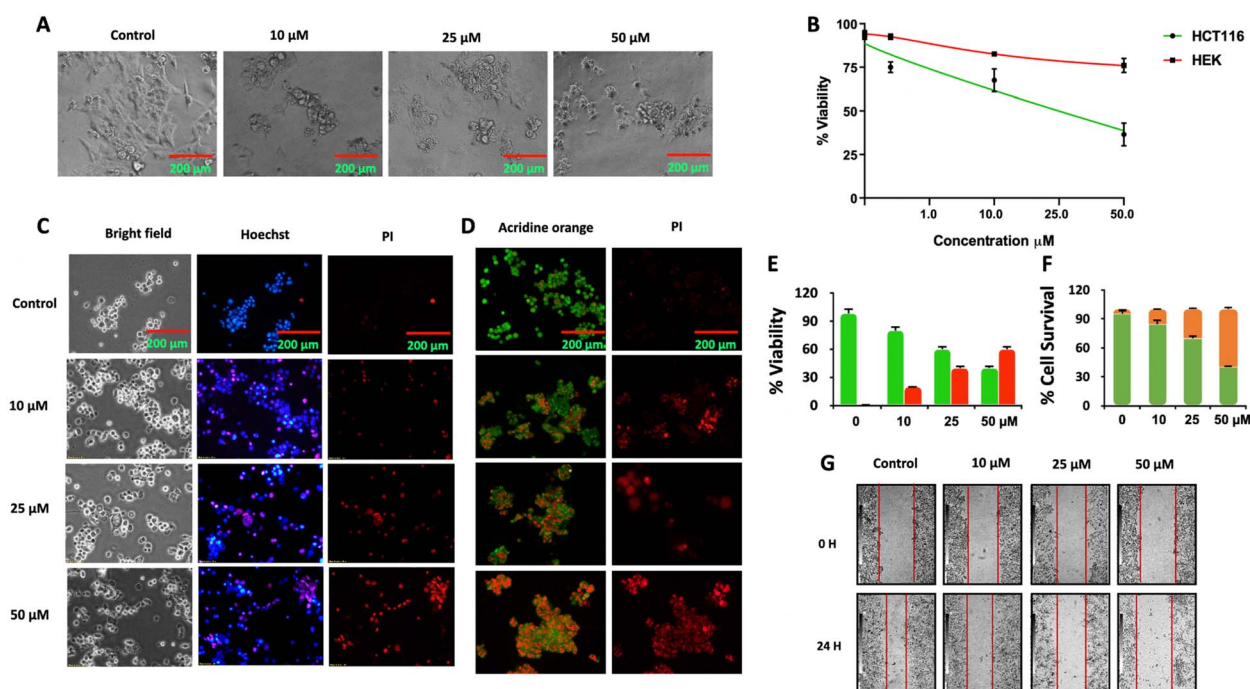 A
Control
10 µM
25 µM
50 µM
200 µm
200 µm
200 µm
200 µm
B
100
75
50
25
0
% Viability
1.0
10.0
25.0
50.0
Concentration µM
HCT116
HEK
C
Bright field
Hoechst
PI
Control
200 µm
200 µm
200 µm
10 µM
25 µM
50 µM
D
Acridine orange
PI
200 µm
200 µm
E
120
90
60
30
0
% Viability
0
10
25
50 µM
F
120
90
60
30
0
% Cell Survival
0
10
25
50 µM
G
Control
10 µM
25 µM
50 µM
0 H
24 H